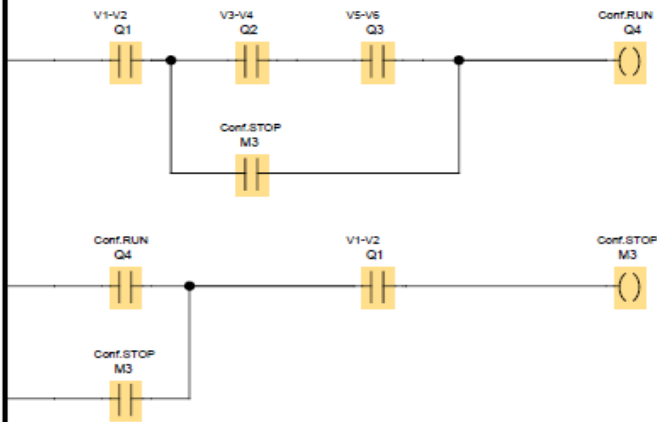 V1-V2
Q1
V3-V4
Q2
V5-V6
Q3
Conf.RUN
Q4
Conf.STOP
M3
Conf.RUN
Q4
V1-V2
Q1
Conf.STOP
M3
Conf.STOP
M3